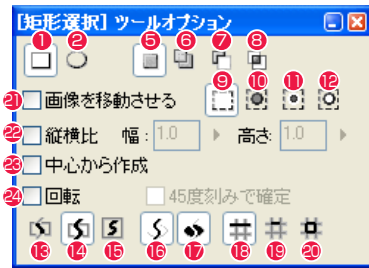 [矩形選択] ツールオプション
1 2 5 6 7 8
21 画像を移動させる 9 10 11 12
22 縦横比 幅: 1.0 高さ: 1.0
23 中心から作成
24 回転 45度刻みで確定
13 14 15 16 17 18 19 20